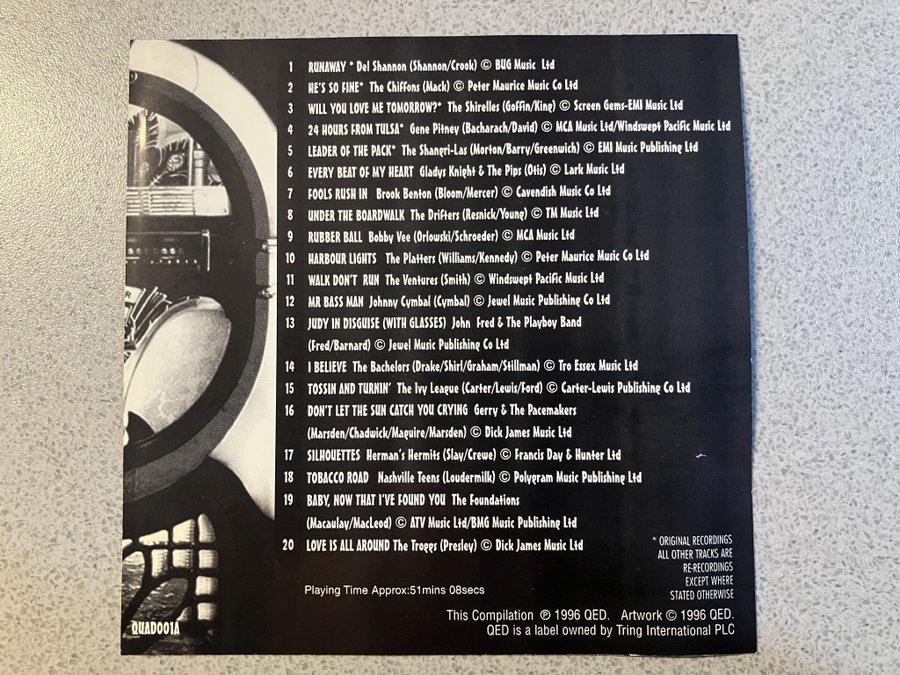 1 RUNAWAY * Del Shannon (Shannon/Crook) © BUG Music Ltd
2 HE'S SO FINE* The Chiffons (Mack) © Peter Maurice Music Co Ltd
3 WILL YOU LOVE ME TOMORROW?* The Shirelles (Goffin/King) © Screen Gems-EMI Music Ltd
4 24 HOURS FROM TULSA* Gene Pitney (Bacharach/David) © MCA Music Ltd/Windswept Pacific Music Ltd
5 LEADER OF THE PACK* The Shangri-Las (Morton/Barry/Greenwich) © EMI Music Publishing Ltd
6 EVERY BEAT OF MY HEART Gladys Knight & The Pips (Otis) © Lark Music Ltd
7 FOOLS RUSH IN Brook Benton (Bloom/Mercer) © Cavendish Music Co Ltd
8 UNDER THE BOARDWALK The Drifters (Resnick/Young) © TM Music Ltd
9 RUBBER BALL Bobby Vee (Orlowski/Schroeder) © MCA Music Ltd
10 HARBOUR LIGHTS The Platters (Williams/Kennedy) © Peter Maurice Music Co Ltd
11 WALK DON'T RUN The Ventures (Smith) © Windswept Pacific Music Ltd
12 MR BASS MAN Johnny Cymbal (Cymbal) © Jewel Music Publishing Co Ltd
13 JUDY IN DISGUISE (WITH GLASSES) John Fred & The Playboy Band
(Fred/Barnard) © Jewel Music Publishing Co Ltd
14 I BELIEVE The Bachelors (Drake/Shirl/Graham/Stillman) © Tro Essex Music Ltd
15 TOSSIN AND TURNIN' The Ivy League (Carter/Lewis/Ford) © Carter-Lewis Publishing Co Ltd
16 DON'T LET THE SUN CATCH YOU CRYING Gerry & The Pacemakers
(Marsden/Chadwick/Maguire/Marsden) © Dick James Music Ltd
17 SILHOUETTES Herman's Hermits (Slay/Crewe) © Francis Day & Hunter Ltd
18 TOBACCO ROAD Nashville Teens (Loudermilk) © Polygram Music Publishing Ltd
19 BABY, NOW THAT I'VE FOUND YOU The Foundations
(Macaulay/MacLeod) © ATV Music Ltd/BMG Music Publishing Ltd
20 LOVE IS ALL AROUND The Troggs (Presley) © Dick James Music Ltd
* ORIGINAL RECORDINGS
ALL OTHER TRACKS ARE
RE-RECORDINGS
EXCEPT WHERE
STATED OTHERWISE
Playing Time Approx:51mins 08secs
This Compilation ℗ 1996 QED. Artwork © 1996 QED.
QED is a label owned by Tring International PLC
QUAD001A